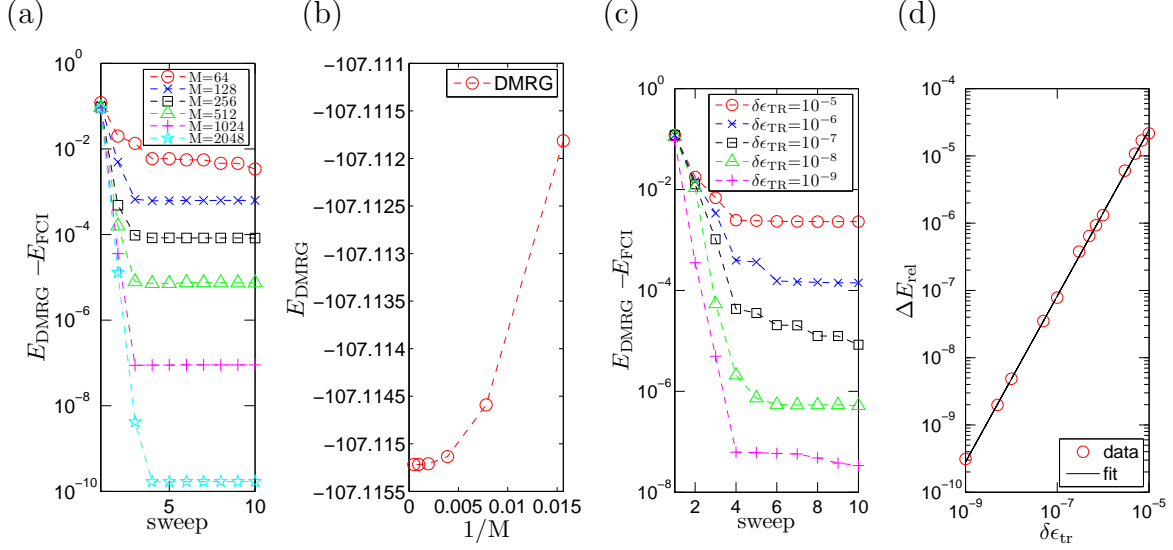 (a)
E_DMRG −E_FCI
10^0
10^−2
10^−4
10^−6
10^−8
10^−10
5
10
sweep
M=64
M=128
M=256
M=512
M=1024
M=2048
(b)
E_DMRG
−107.111
−107.1115
−107.112
−107.1125
−107.113
−107.1135
−107.114
−107.1145
−107.115
−107.1155
0
0.005
0.01
0.015
1/M
DMRG
(c)
E_DMRG −E_FCI
10^0
10^−2
10^−4
10^−6
10^−8
2
4
6
8
10
sweep
δϵ_TR=10^−5
δϵ_TR=10^−6
δϵ_TR=10^−7
δϵ_TR=10^−8
δϵ_TR=10^−9
(d)
ΔE_rel
10^−4
10^−5
10^−6
10^−7
10^−8
10^−9
10^−10
10^−9
10^−7
10^−5
δϵ_tr
data
fit